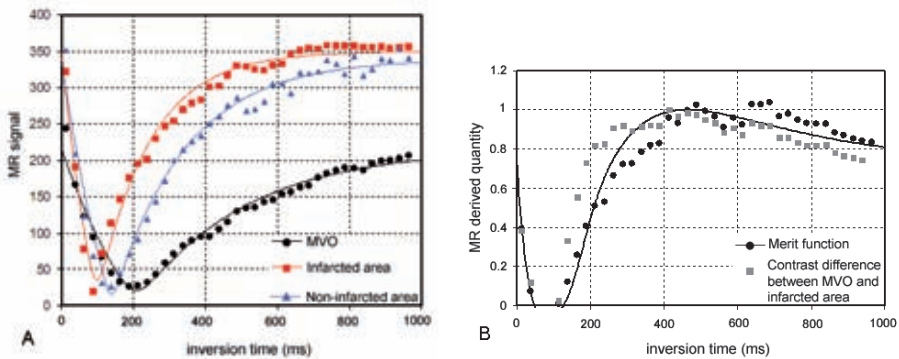 400
350
300
250
200
150
100
50
0
MR signal
0 200 400 600 800 1000
MVO
Infarcted area
Non-infarcted area
A
inversion time (ms)
1.2
1
0.8
0.6
0.4
0.2
0
MR derived quantity
0 200 400 600 800 1000
Merit function
Contrast difference
between MVO and
infarcted area
B
inversion time (ms)